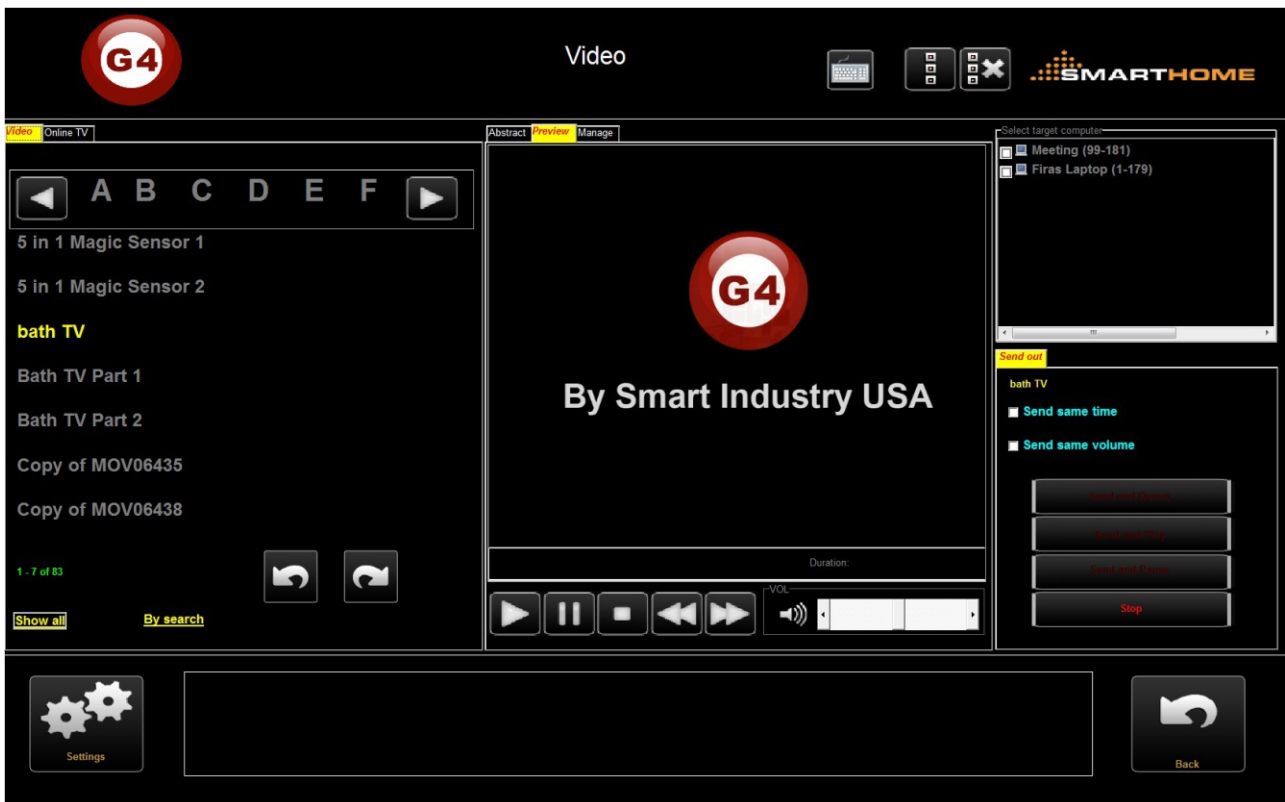 G4
Video
SMARTHOME
Video Online TV
A B C D E F
5 in 1 Magic Sensor 1
5 in 1 Magic Sensor 2
bath TV
Bath TV Part 1
Bath TV Part 2
Copy of MOV06435
Copy of MOV06438
1 - 7 of 83
Show all By search
Abstract Preview Manage
G4
By Smart Industry USA
Duration:
VOL
Select target computer
Meeting (99-181)
Firas Laptop (1-179)
Send out
bath TV
Send same time
Send same volume
Stop
Settings
Back